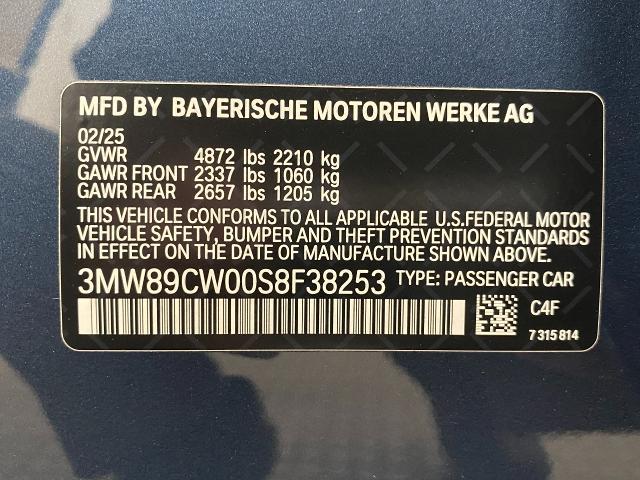 MFD BY BAYERISCHE MOTOREN WERKE AG
02/25
GVWR 4872 lbs 2210 kg
GAWR FRONT 2337 lbs 1060 kg
GAWR REAR 2657 lbs 1205 kg
THIS VEHICLE CONFORMS TO ALL APPLICABLE U.S.FEDERAL MOTOR
VEHICLE SAFETY, BUMPER AND THEFT PREVENTION STANDARDS
IN EFFECT ON THE DATE OF MANUFACTURE SHOWN ABOVE.
3MW89CW00S8F38253 TYPE: PASSENGER CAR
C4F
7 315 814